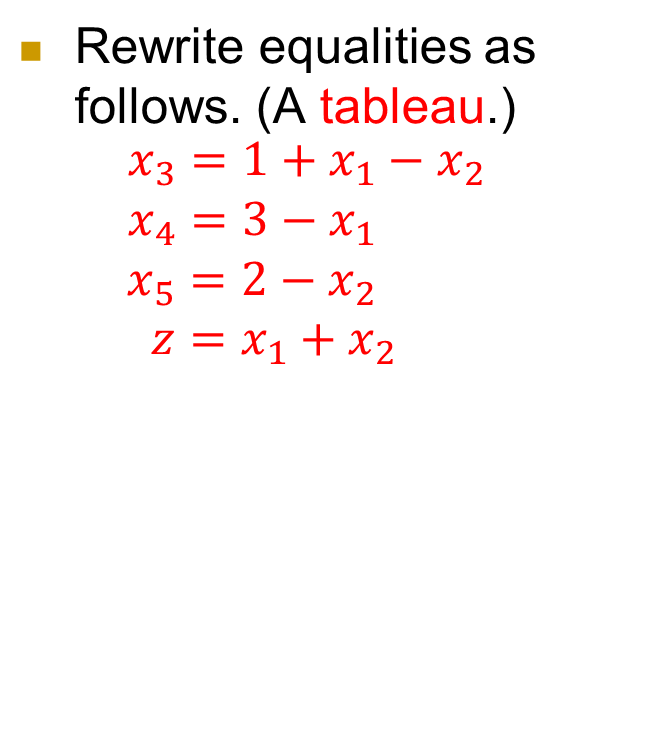 Rewrite equalities as
follows. (A tableau.)
x₃ = 1 + x₁ − x₂
x₄ = 3 − x₁
x₅ = 2 − x₂
z = x₁ + x₂